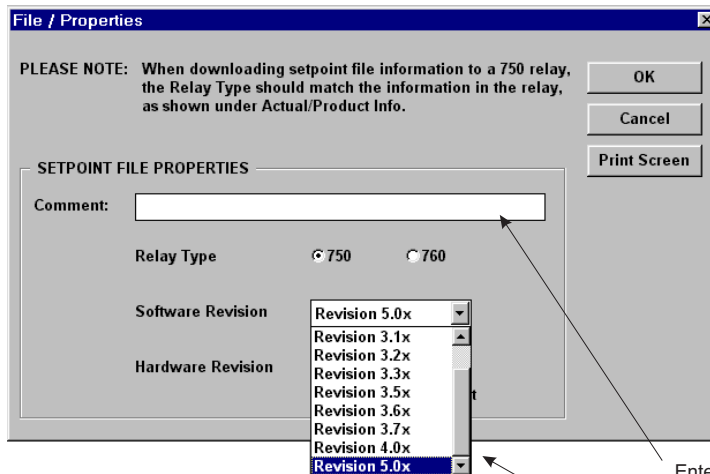 File / Properties
PLEASE NOTE: When downloading setpoint file information to a 750 relay,
the Relay Type should match the information in the relay,
as shown under Actual/Product Info.
OK
Cancel
Print Screen
SETPOINT FILE PROPERTIES
Comment:
Relay Type 750 760
Software Revision Revision 5.0x
Revision 3.1x
Revision 3.2x
Hardware Revision Revision 3.3x
Revision 3.5x
Revision 3.6x
Revision 3.7x
Revision 4.0x
Revision 5.0x